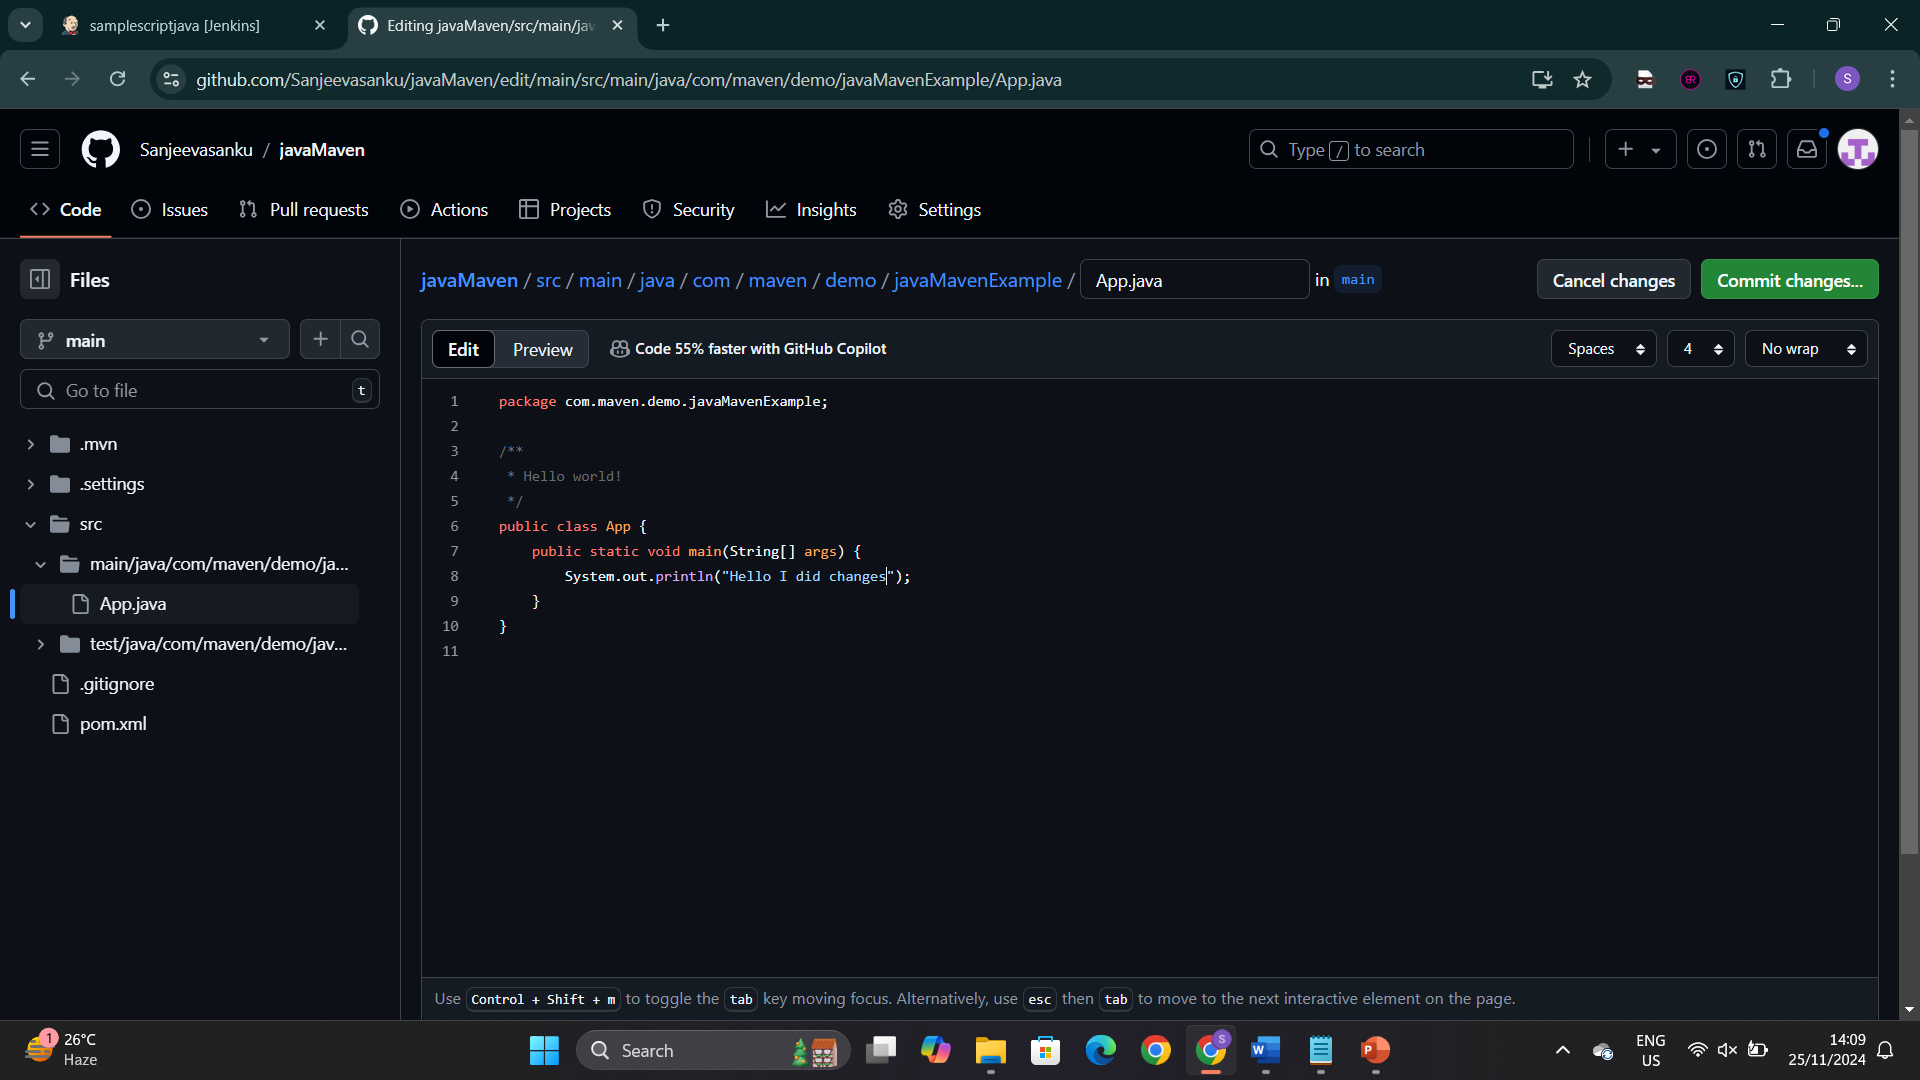 samplescriptjava [Jenkins]
Editing javaMaven/src/main/jav
github.com/Sanjeevasanku/javaMaven/edit/main/src/main/java/com/maven/demo/javaMavenExample/App.java
S
Sanjeevasanku / javaMaven
Type / to search
Code Issues Pull requests Actions Projects Security Insights Settings
Files
javaMaven / src / main / java / com / maven / demo / javaMavenExample / App.java in main
Cancel changes Commit changes...
main
Edit Preview Code 55% faster with GitHub Copilot Spaces 4 No wrap
Go to file t
.mvn
.settings
src
main/java/com/maven/demo/ja...
App.java
test/java/com/maven/demo/jav...
.gitignore
pom.xml
1 package com.maven.demo.javaMavenExample;
2
3 /**
4 * Hello world!
5 */
6 public class App {
7 public static void main(String[] args) {
8 System.out.println("Hello I did changes");
9 }
10 }
11
Use Control + Shift + m to toggle the tab key moving focus. Alternatively, use esc then tab to move to the next interactive element on the page.
1
26°C
Haze
Search
S
W
P
ENG
US
14:09
25/11/2024